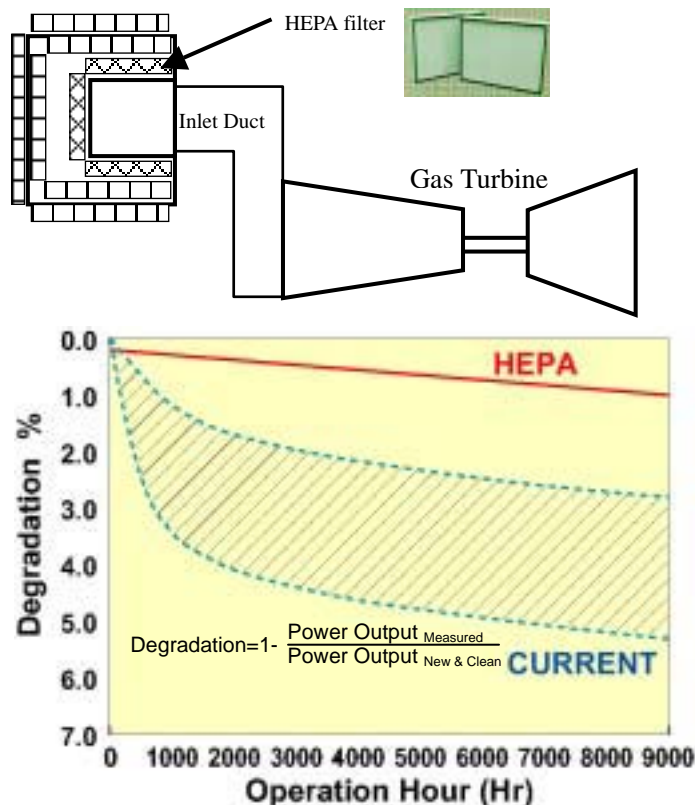 HEPA filter
Inlet Duct
Gas Turbine
0.0
1.0
2.0
3.0
4.0
5.0
6.0
7.0
Degradation %
HEPA
Degradation=1- Power Output Measured
Power Output New & Clean
CURRENT
0 1000 2000 3000 4000 5000 6000 7000 8000 9000
Operation Hour (Hr)